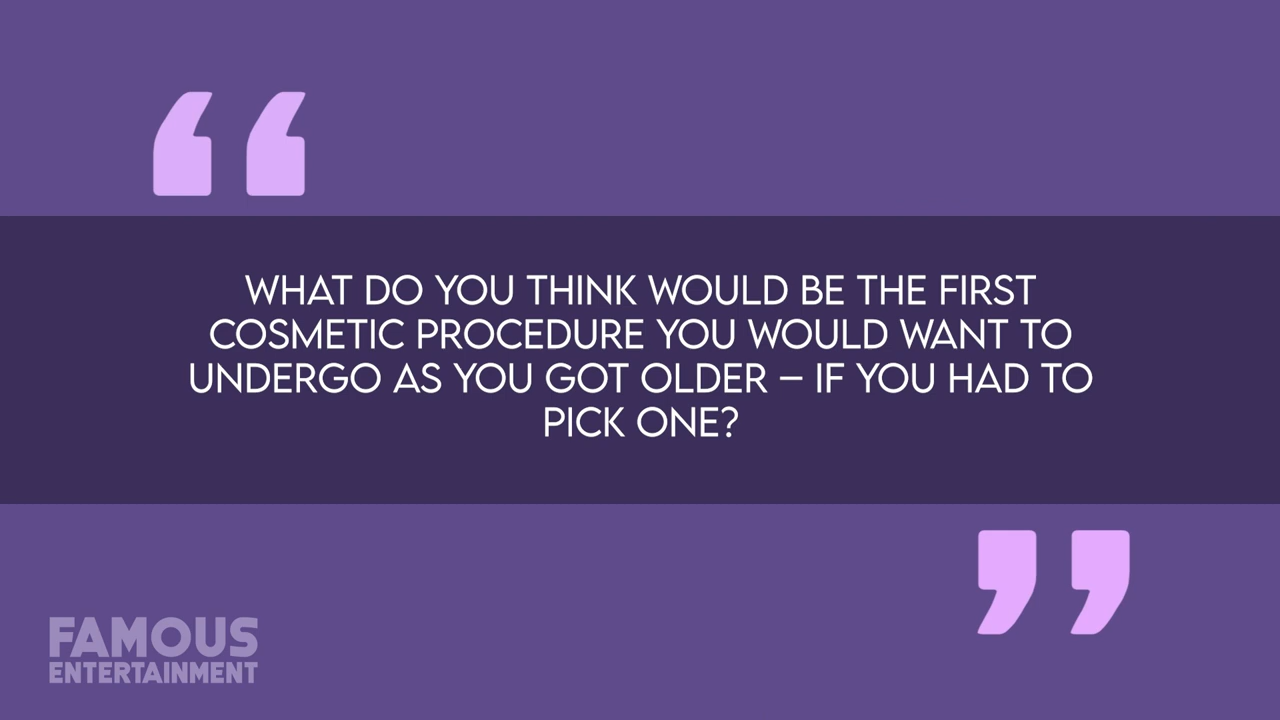 “
WHAT DO YOU THINK WOULD BE THE FIRST
COSMETIC PROCEDURE YOU WOULD WANT TO
UNDERGO AS YOU GOT OLDER – IF YOU HAD TO
PICK ONE?
”
FAMOUS
ENTERTAINMENT